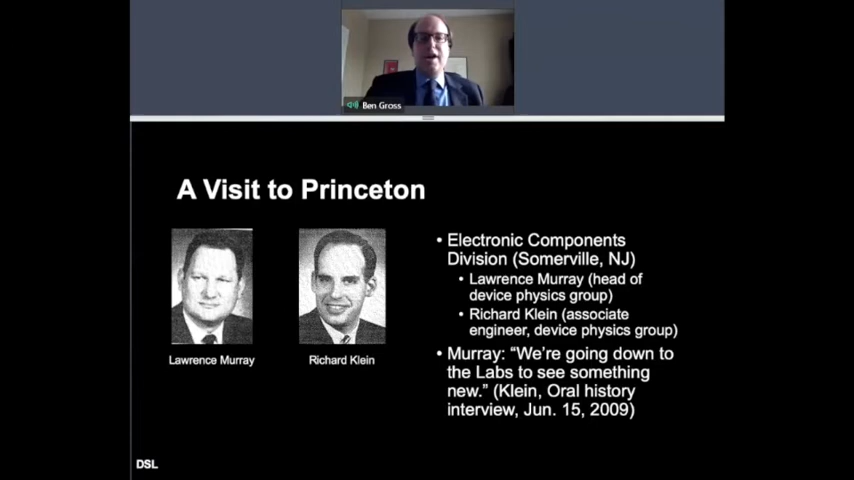 Ben Gross
A Visit to Princeton
Lawrence Murray
Richard Klein
• Electronic Components
Division (Somerville, NJ)
• Lawrence Murray (head of
device physics group)
• Richard Klein (associate
engineer, device physics group)
• Murray: “We’re going down to
the Labs to see something
new.” (Klein, Oral history
interview, Jun. 15, 2009)
DSL